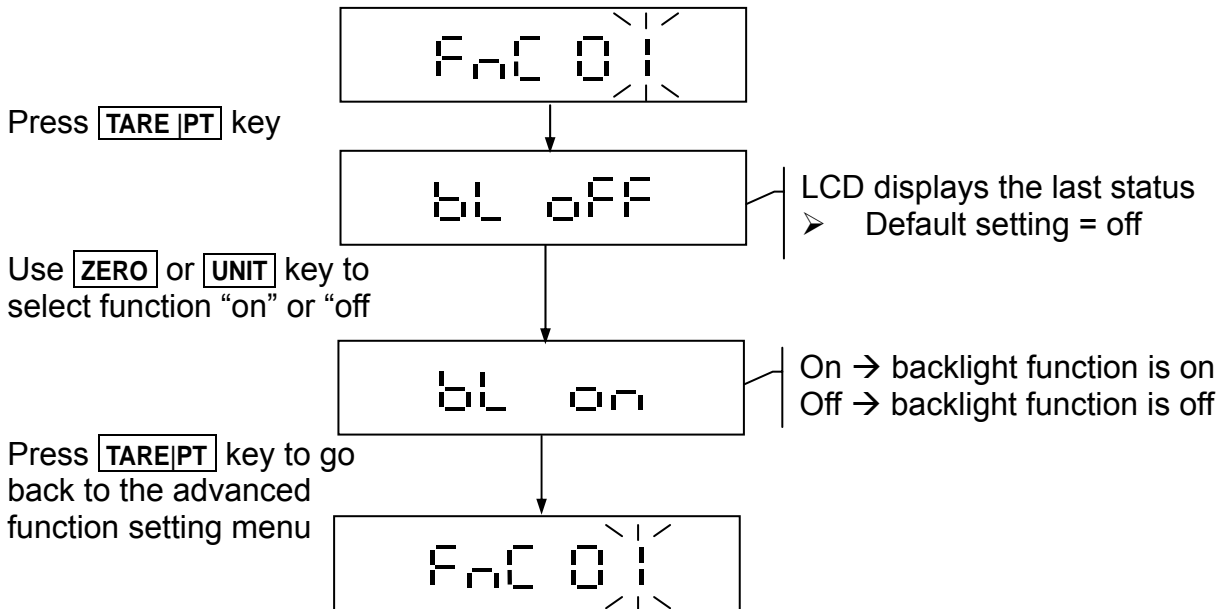 FnC 01
Press TARE |PT key
bL oFF
LCD displays the last status
➢ Default setting = off
Use ZERO or UNIT key to
select function “on” or “off
bL on
On → backlight function is on
Off → backlight function is off
Press TARE|PT key to go
back to the advanced
function setting menu
FnC 01